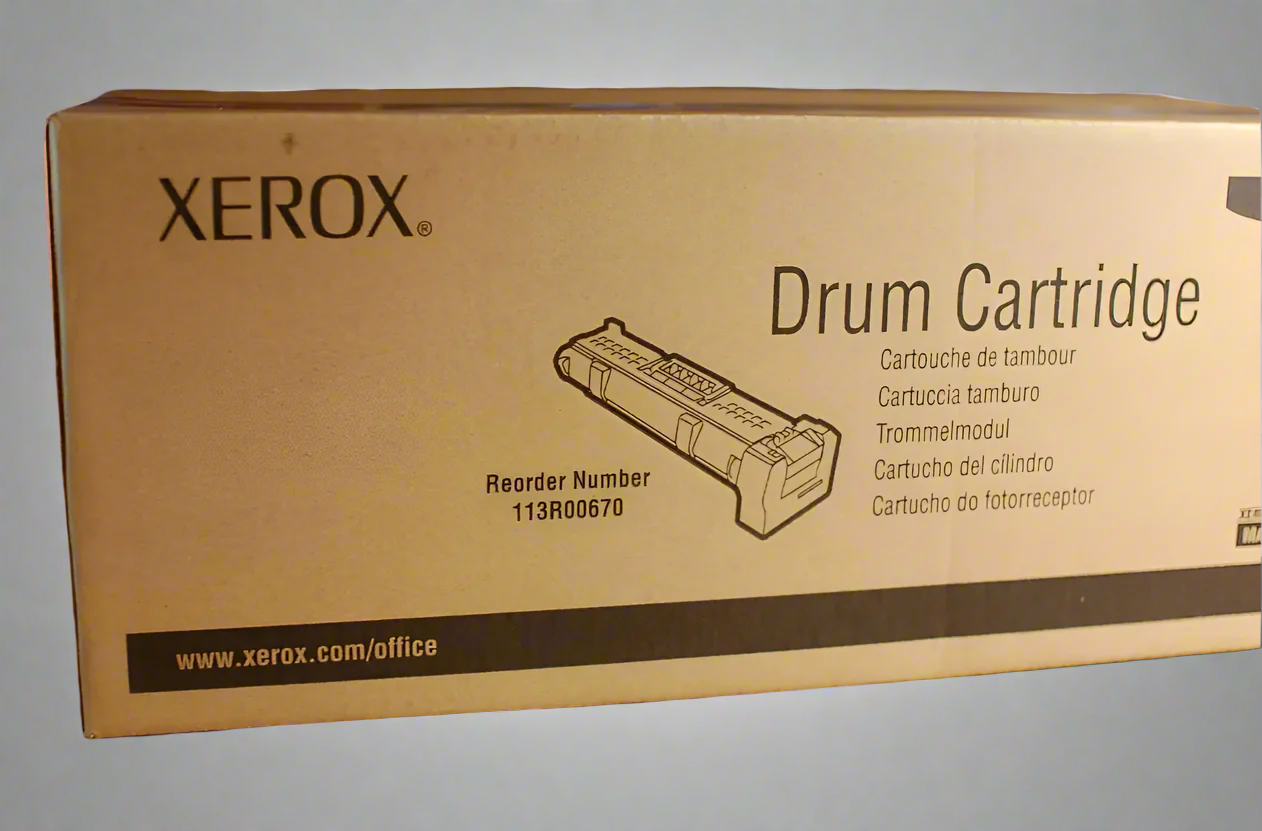 XEROX®
Drum Cartridge
Cartouche de tambour
Cartuccia tamburo
Trommelmodul
Cartucho del cílindro
Cartucho do fotorreceptor
Reorder Number
113R00670
www.xerox.com/office